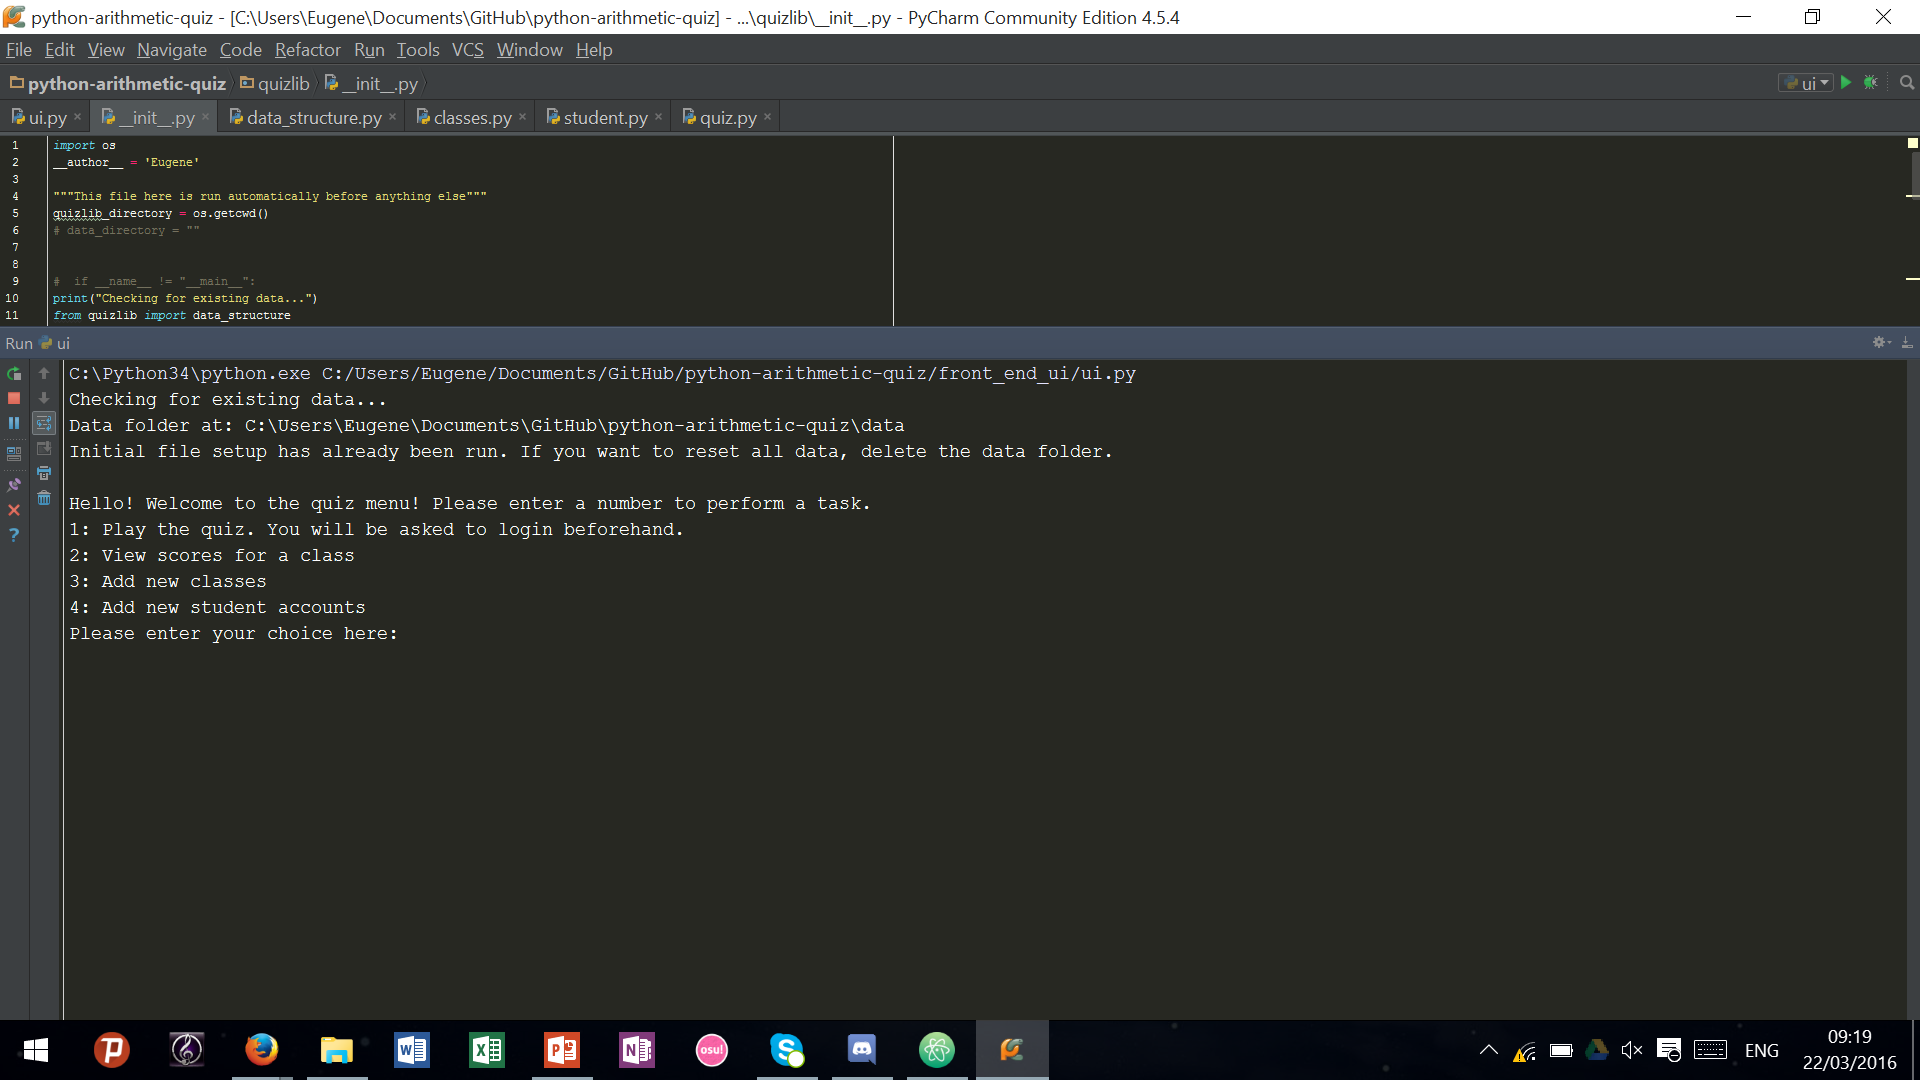 python-arithmetic-quiz - [C:\Users\Eugene\Documents\GitHub\python-arithmetic-quiz] - ...\quizlib\__init__.py - PyCharm Community Edition 4.5.4
File Edit View Navigate Code Refactor Run Tools VCS Window Help
python-arithmetic-quiz quizlib __init__.py ui
ui.py __init__.py data_structure.py classes.py student.py quiz.py
1 import os
2 __author__ = 'Eugene'
3
4 """This file here is run automatically before anything else"""
5 quizlib_directory = os.getcwd()
6 # data_directory = ""
7
8
9 #  if __name__ != "__main__":
10 print("Checking for existing data...")
11 from quizlib import data_structure
Run ui
C:\Python34\python.exe C:/Users/Eugene/Documents/GitHub/python-arithmetic-quiz/front_end_ui/ui.py
Checking for existing data...
Data folder at: C:\Users\Eugene\Documents\GitHub\python-arithmetic-quiz\data
Initial file setup has already been run. If you want to reset all data, delete the data folder.
Hello! Welcome to the quiz menu! Please enter a number to perform a task.
1: Play the quiz. You will be asked to login beforehand.
2: View scores for a class
3: Add new classes
4: Add new student accounts
Please enter your choice here:
osu!
ENG
09:19
22/03/2016